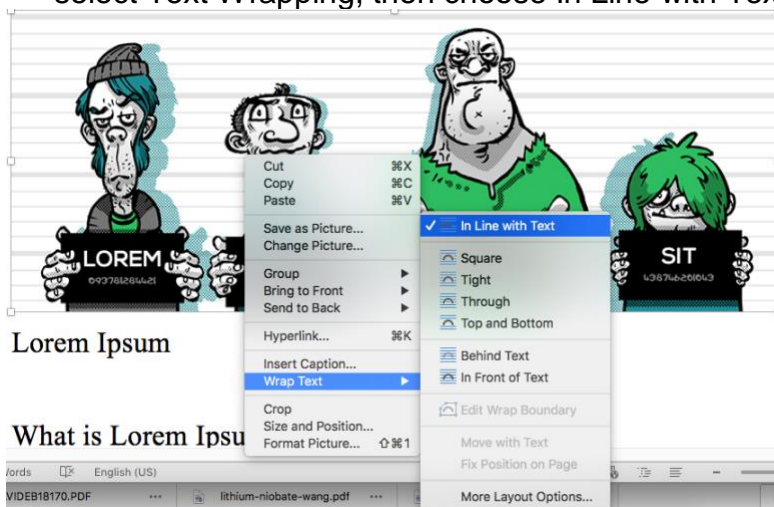 select Text Wrapping, then choose In Line with Tex
LOREM
093781284421
SIT
438746201043
Cut ⌘X
Copy ⌘C
Paste ⌘V
Save as Picture...
Change Picture...
Group ▶
Bring to Front ▶
Send to Back ▶
Hyperlink... ⌘K
Insert Caption...
Wrap Text ▶
Crop
Size and Position...
Format Picture... ⇧⌘1
✓ In Line with Text
Square
Tight
Through
Top and Bottom
Behind Text
In Front of Text
Edit Wrap Boundary
Move with Text
Fix Position on Page
More Layout Options...
Lorem Ipsum
What is Lorem Ipsu
Words English (US)
VIDEB18170.PDF ... lithium-niobate-wang.pdf ...